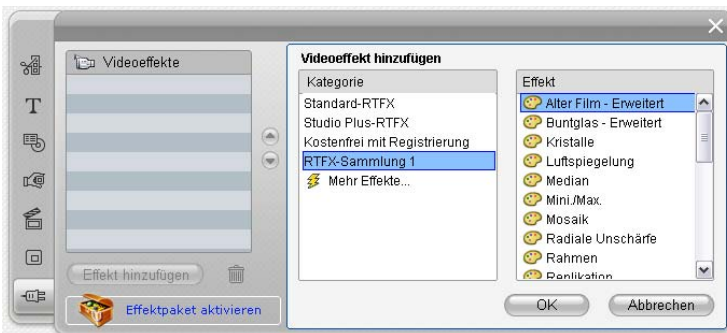 Videoeffekte
Effekt hinzufügen
Effektpaket aktivieren
Videoeffekt hinzufügen
Kategorie
Standard-RTFX
Studio Plus-RTFX
Kostenfrei mit Registrierung
RTFX-Sammlung 1
Mehr Effekte...
Effekt
Alter Film - Erweitert
Buntglas - Erweitert
Kristalle
Luftspiegelung
Median
Mini./Max.
Mosaik
Radiale Unschärfe
Rahmen
Replikation
OK
Abbrechen
T